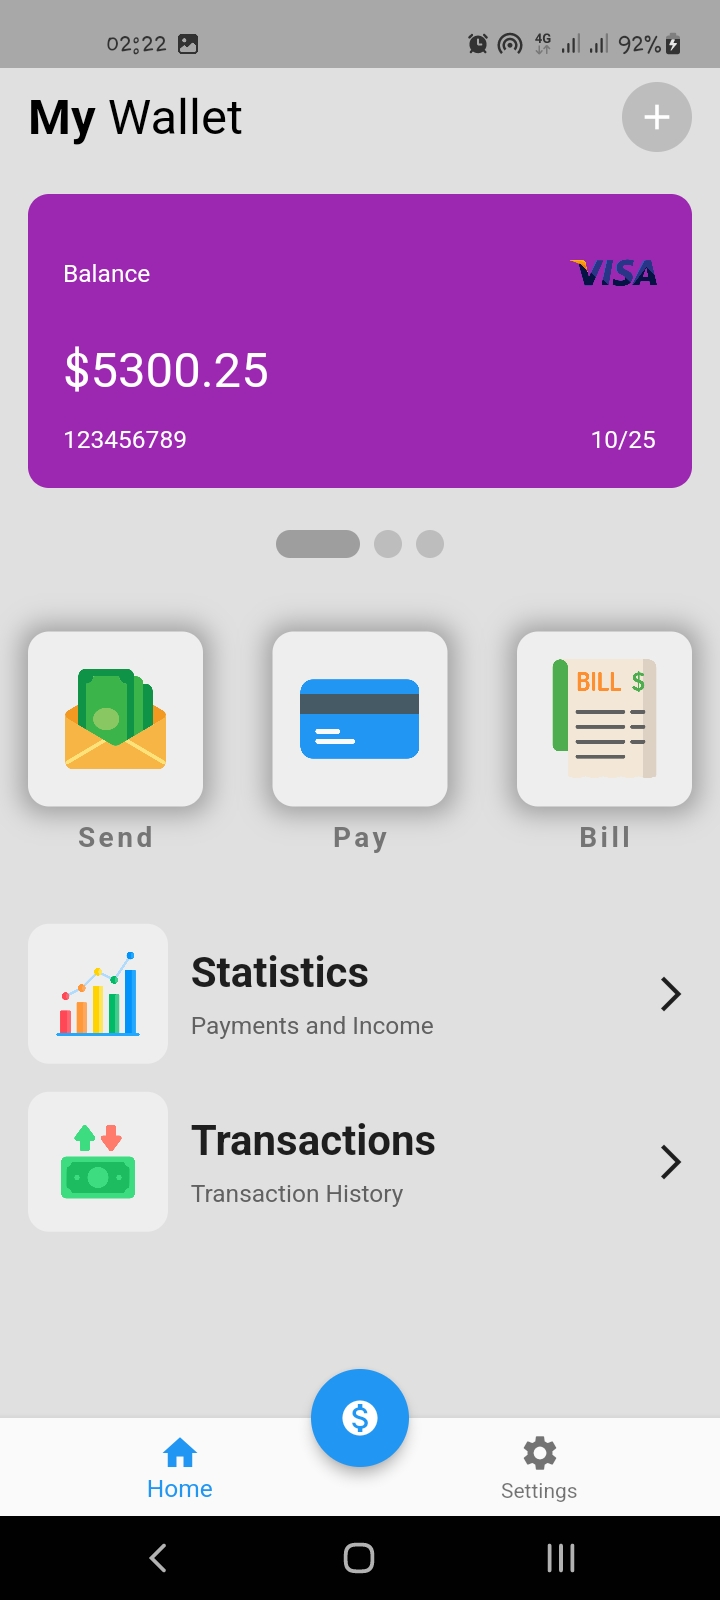 02:22 4G 92%
My Wallet
Balance VISA
$5300.25
123456789 10/25
BILL $
Send Pay Bill
Statistics
Payments and Income
Transactions
Transaction History
$
Home Settings